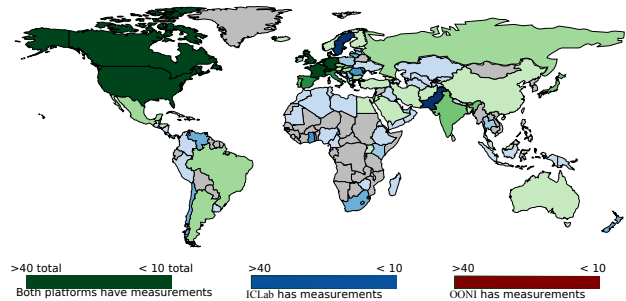 >40 total < 10 total >40 < 10 >40 < 10
Both platforms have measurements ICLab has measurements OONI has measurements